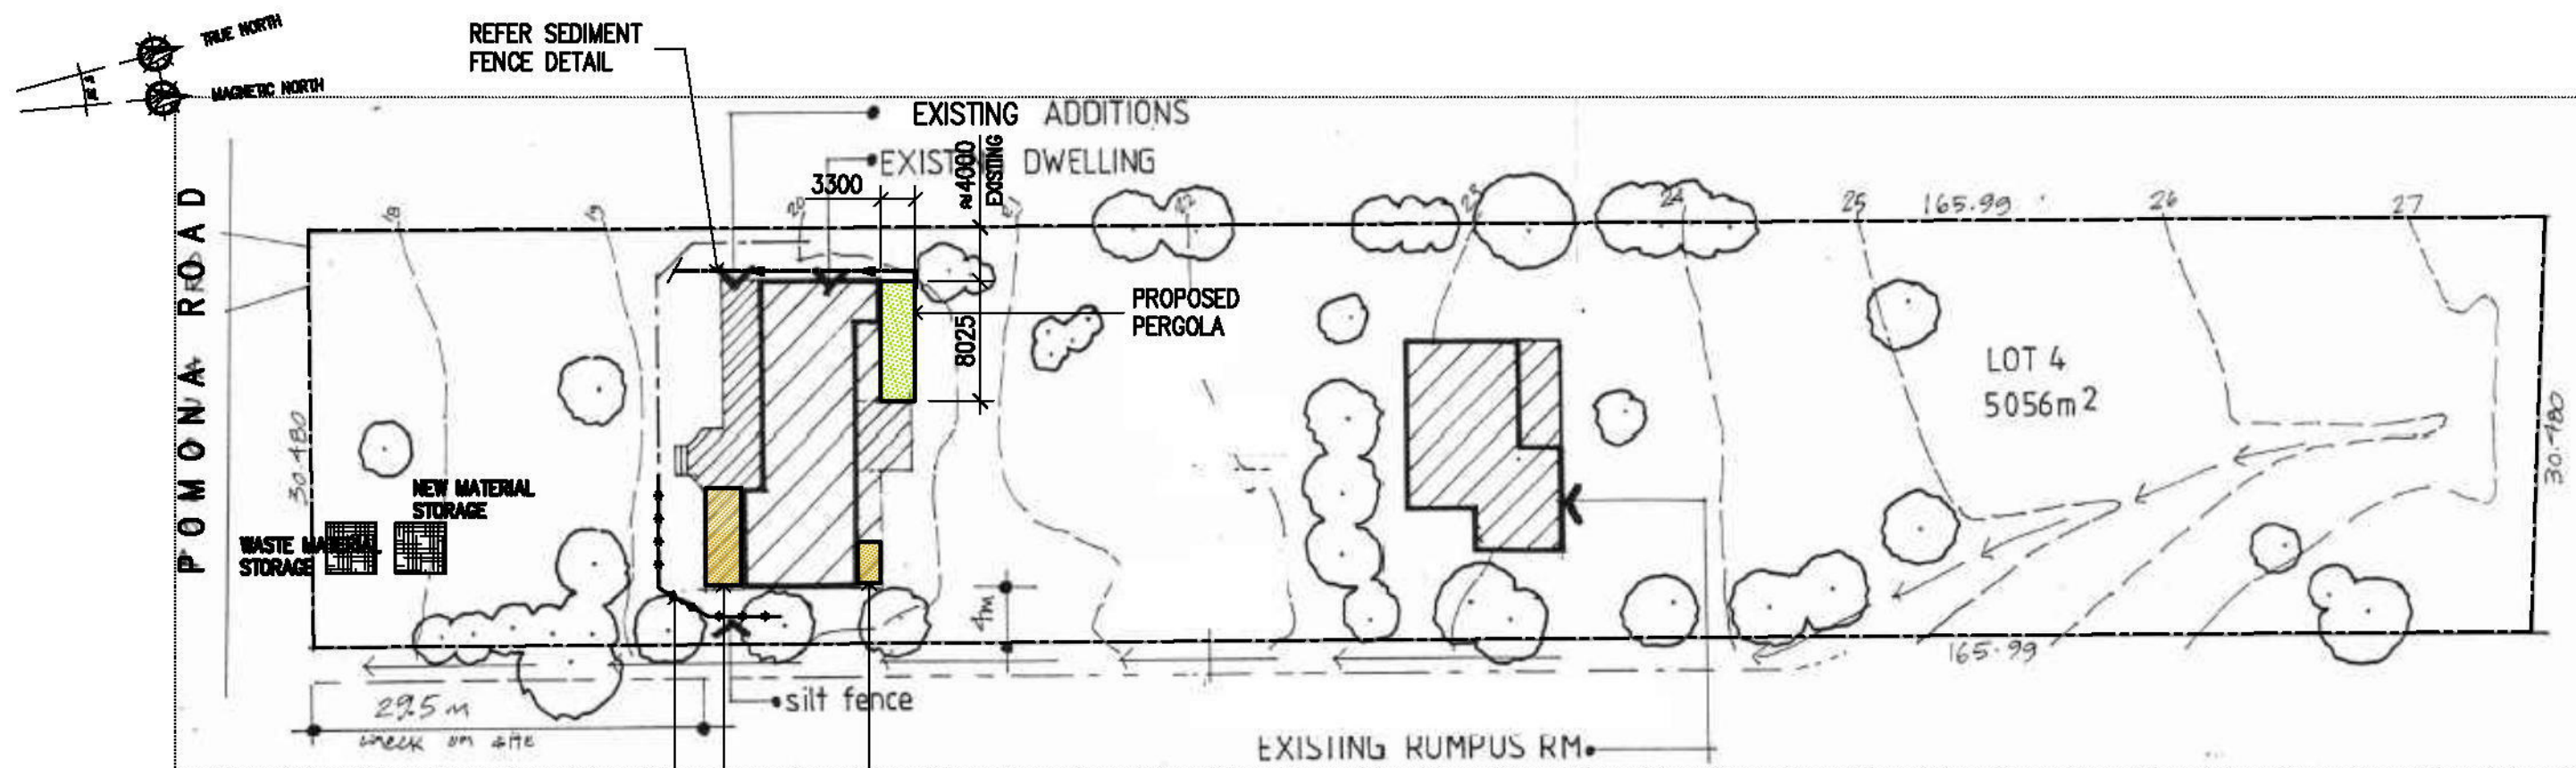 TRUE NORTH
MAGNETIC NORTH
REFER SEDIMENT
FENCE DETAIL
EXISTING ADDITIONS
EXISTING DWELLING
3300
≈4000
EXISTING
8025
PROPOSED
PERGOLA
POMONA ROAD
18
19
20
21
22
23
24
25
165.99
26
27
LOT 4
5056m2
30.480
30.480
NEW MATERIAL
STORAGE
WASTE MATERIAL
STORAGE
4m
165.99
29.5 m
check on site
silt fence
EXISTING RUMPUS RM